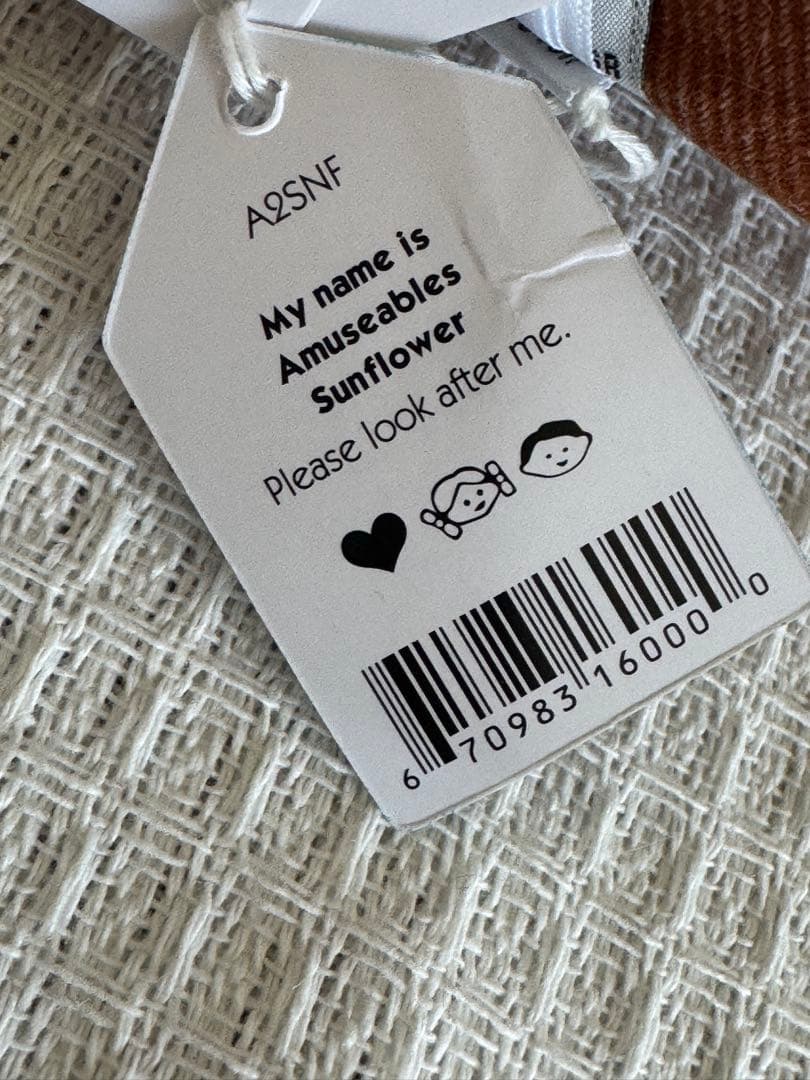 A2SNF
My name is
Amuseables
Sunflower
Please look after me.
6 70983 16000 0